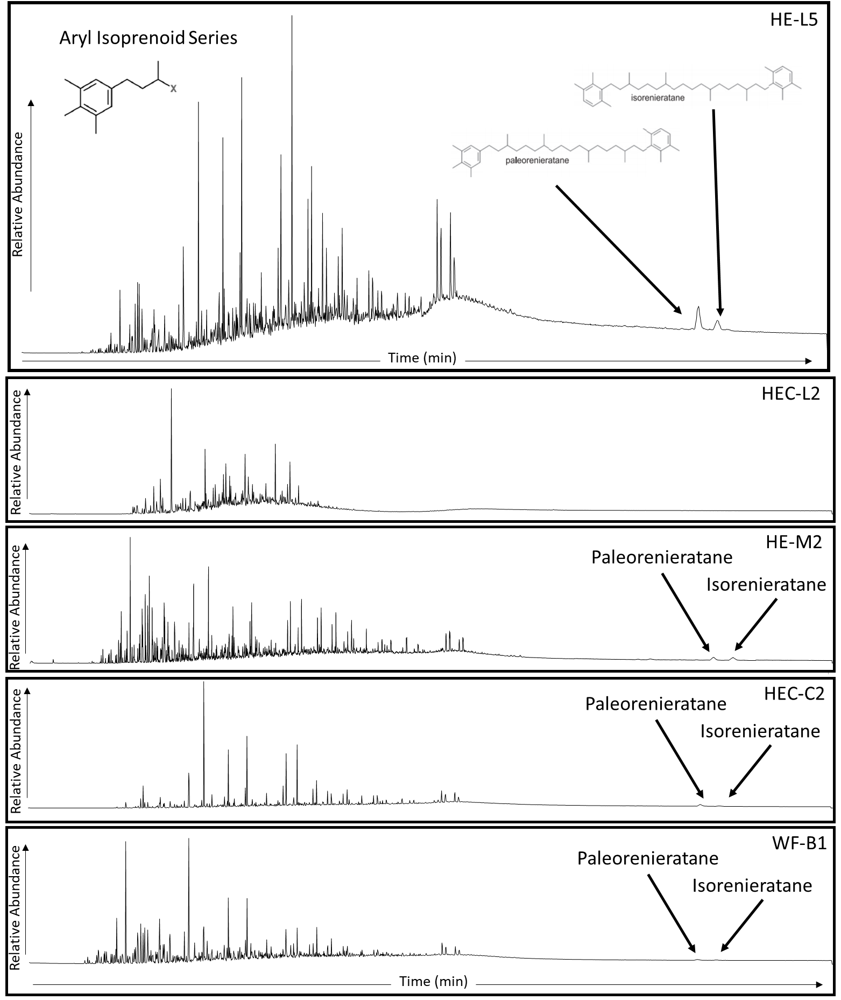 HE-L5
Aryl Isoprenoid Series
X
isorenieratane
paleorenieratane
Relative Abundance
Time (min)
HEC-L2
Relative Abundance
HE-M2
Paleorenieratane
Isorenieratane
Relative Abundance
HEC-C2
Paleorenieratane
Isorenieratane
Relative Abundance
WF-B1
Paleorenieratane
Isorenieratane
Relative Abundance
Time (min)